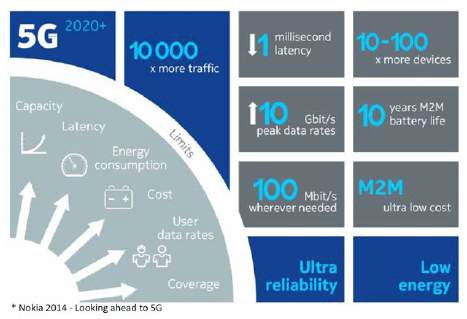 5G 2020+
10 000
x more traffic
Capacity
Latency
Energy
consumption
Cost
User
data rates
Coverage
Limits
1 millisecond
latency
10-100
x more devices
10 Gbit/s
peak data rates
10 years M2M
battery life
100 Mbit/s
wherever needed
M2M
ultra low cost
Ultra
reliability
Low
energy
* Nokia 2014 - Looking ahead to 5G